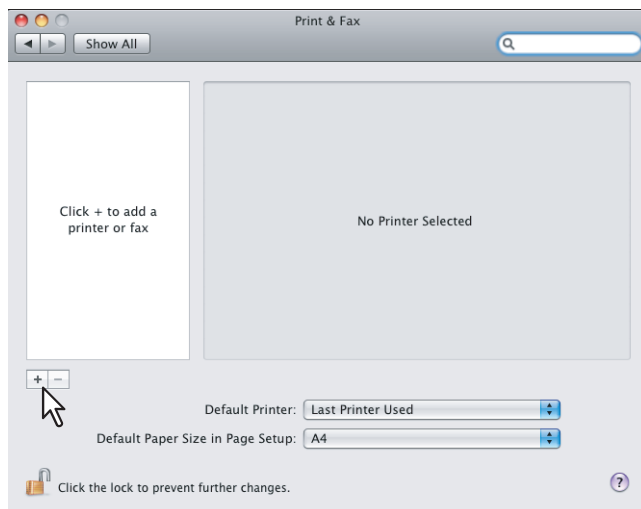 Print & Fax
Show All
Click + to add a
printer or fax
No Printer Selected
+ −
Default Printer: Last Printer Used
Default Paper Size in Page Setup: A4
Click the lock to prevent further changes.
?